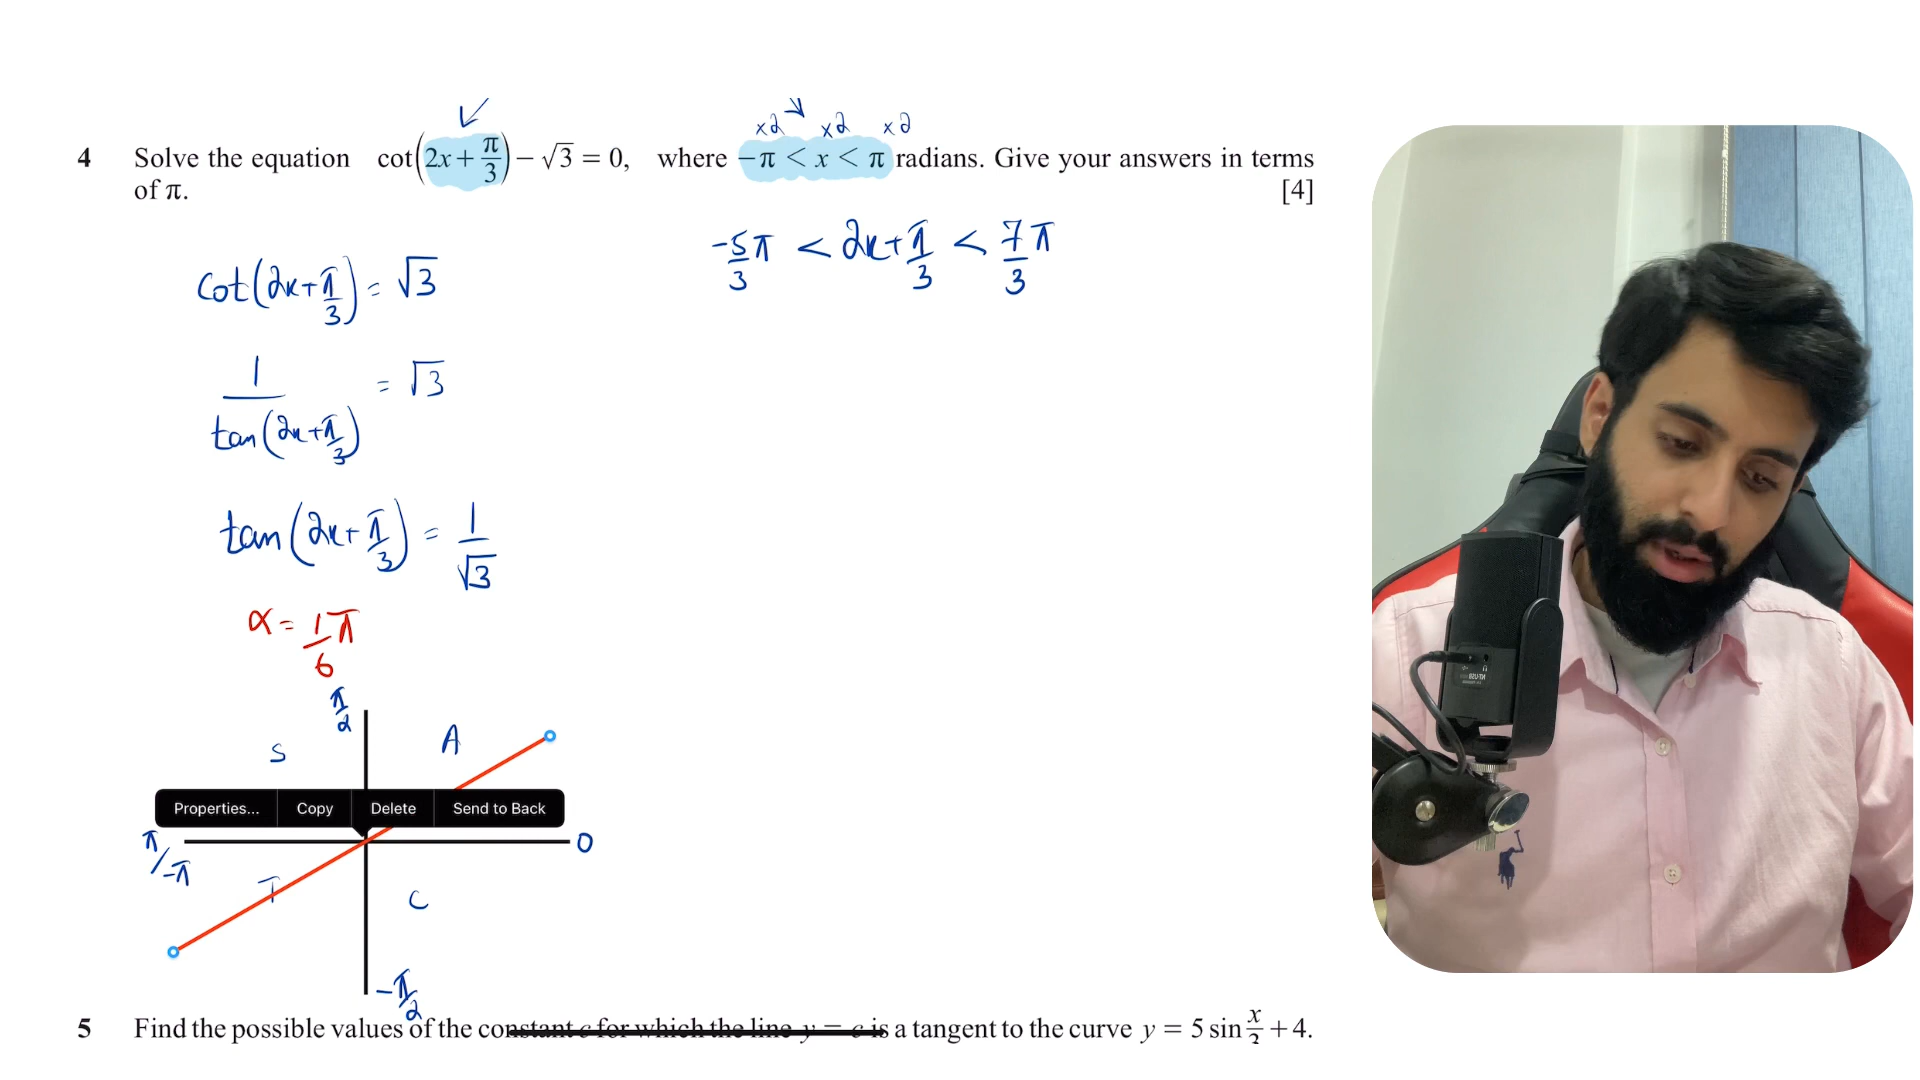 ×2 ×2 ×2
4 Solve the equation cot(2x + π/3) − √3 = 0, where −π < x < π radians. Give your answers in terms
of π. [4]
-5/3 π < 2x+π/3 < 7/3 π
cot(2x+π/3) = √3
1/tan(2x+π/3) = √3
tan(2x+π/3) = 1/√3
α = 1/6 π
π/2
S A
Properties... Copy Delete Send to Back
π/-π 0
T C
-π/2
5 Find the possible values of the constant c for which the line y = c is a tangent to the curve y = 5 sin x/2 + 4.
NT-USB